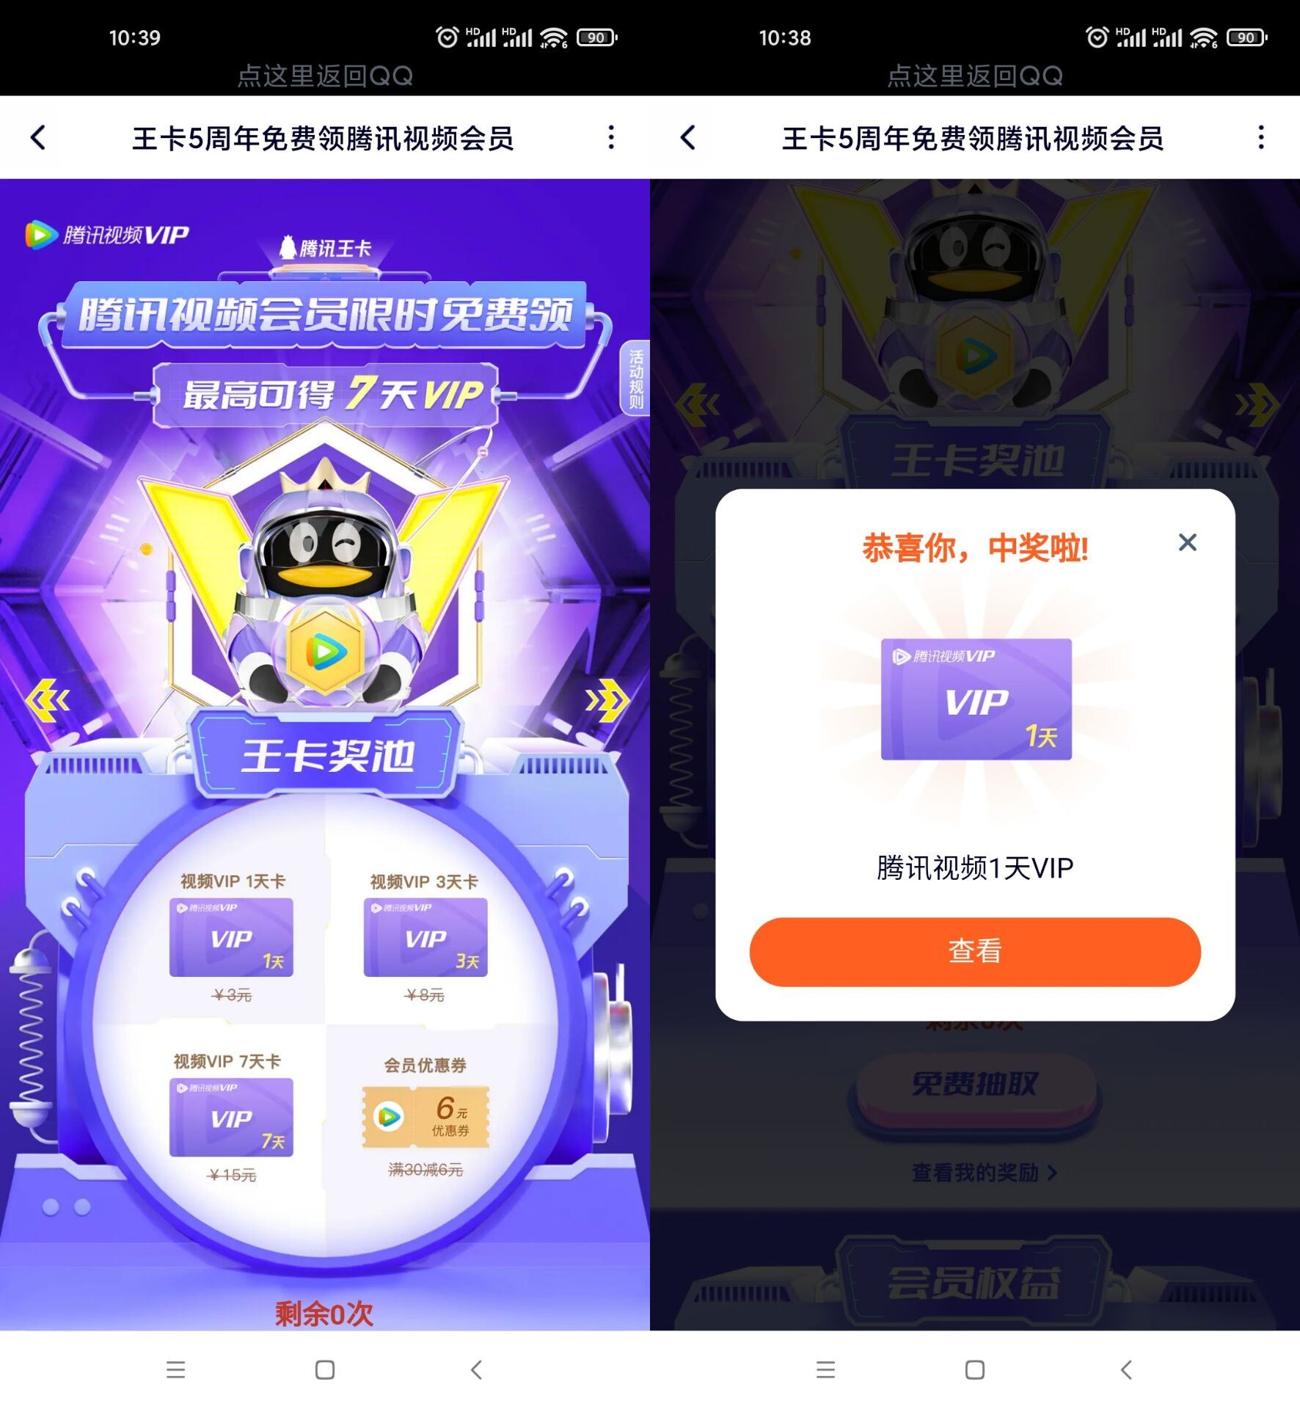 10:39
HD HD 6 90
点这里返回QQ
王卡5周年免费领腾讯视频会员
腾讯视频VIP
腾讯王卡
腾讯视频会员限时免费领
最高可得7天VIP
活动规则
王卡奖池
视频VIP 1天卡
腾讯视频VIP
VIP
1天
￥3元
视频VIP 3天卡
腾讯视频VIP
VIP
3天
￥8元
视频VIP 7天卡
腾讯视频VIP
VIP
7天
￥15元
会员优惠券
6元
优惠券
满30减6元
剩余0次
10:38
HD HD 6 90
点这里返回QQ
王卡5周年免费领腾讯视频会员
王卡奖池
恭喜你，中奖啦!
腾讯视频VIP
VIP
1天
腾讯视频1天VIP
查看
剩余0次
免费抽取
查看我的奖励
会员权益